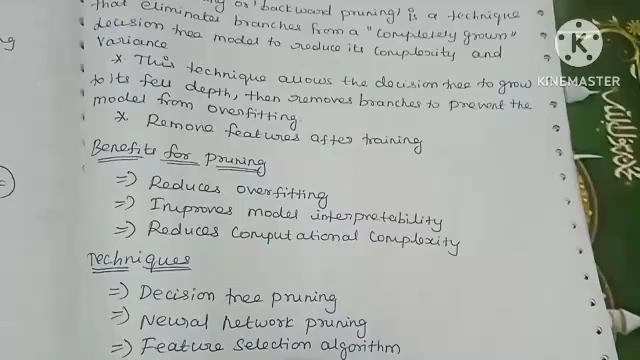 or 'backward pruning', is a technique
that eliminates branches from a "completely grown"
decision tree model to reduce its complexity and
variance
* This technique allows the decision tree to grow
to its full depth, then removes branches to prevent the
model from overfitting.
* Remove features after training
Benefits for pruning
=) Reduces overfitting
=) Improves model interpretability
=) Reduces computational complexity
Techniques
=) Decision tree pruning
=) Neural Network pruning
=) Feature selection algorithm
KINEMASTER